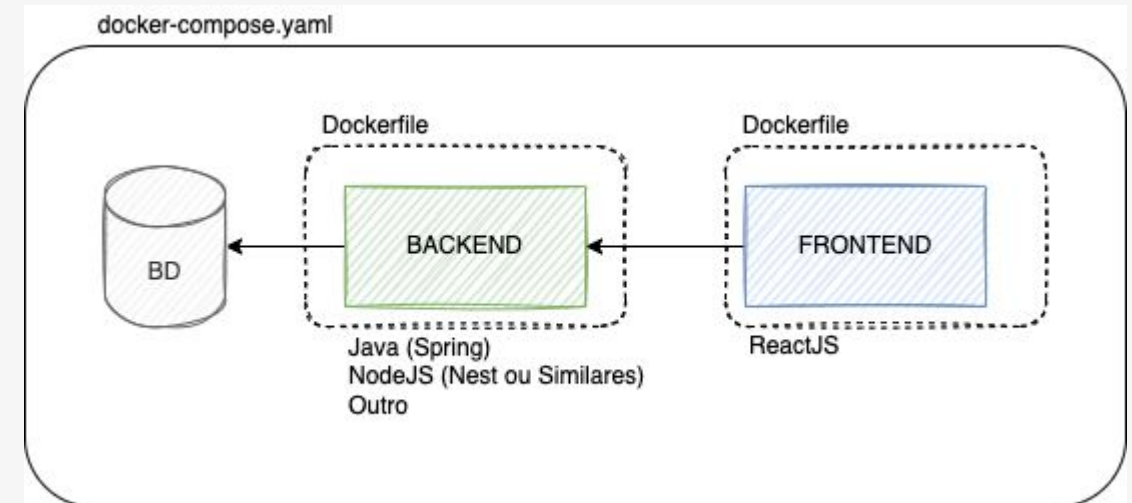 docker-compose.yaml
Dockerfile
Dockerfile
BD
BACKEND
FRONTEND
Java (Spring)
NodeJS (Nest ou Similares)
Outro
ReactJS